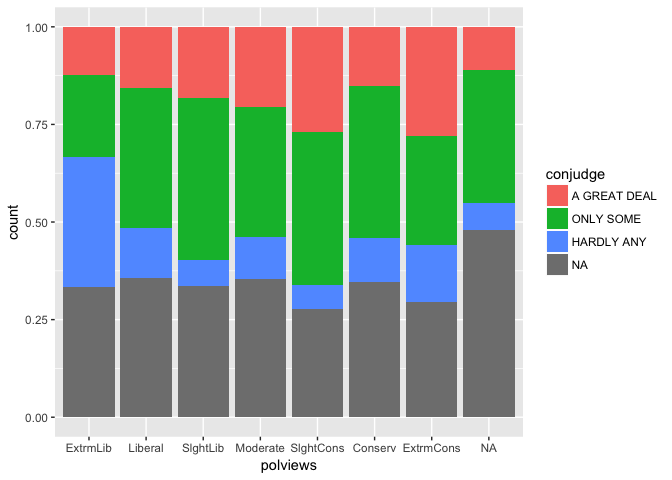 1.00
0.75
0.50
0.25
0.00
count
ExtrmLib Liberal SlghtLib Moderate SlghtCons Conserv ExtrmCons NA
polviews
conjudge
A GREAT DEAL
ONLY SOME
HARDLY ANY
NA